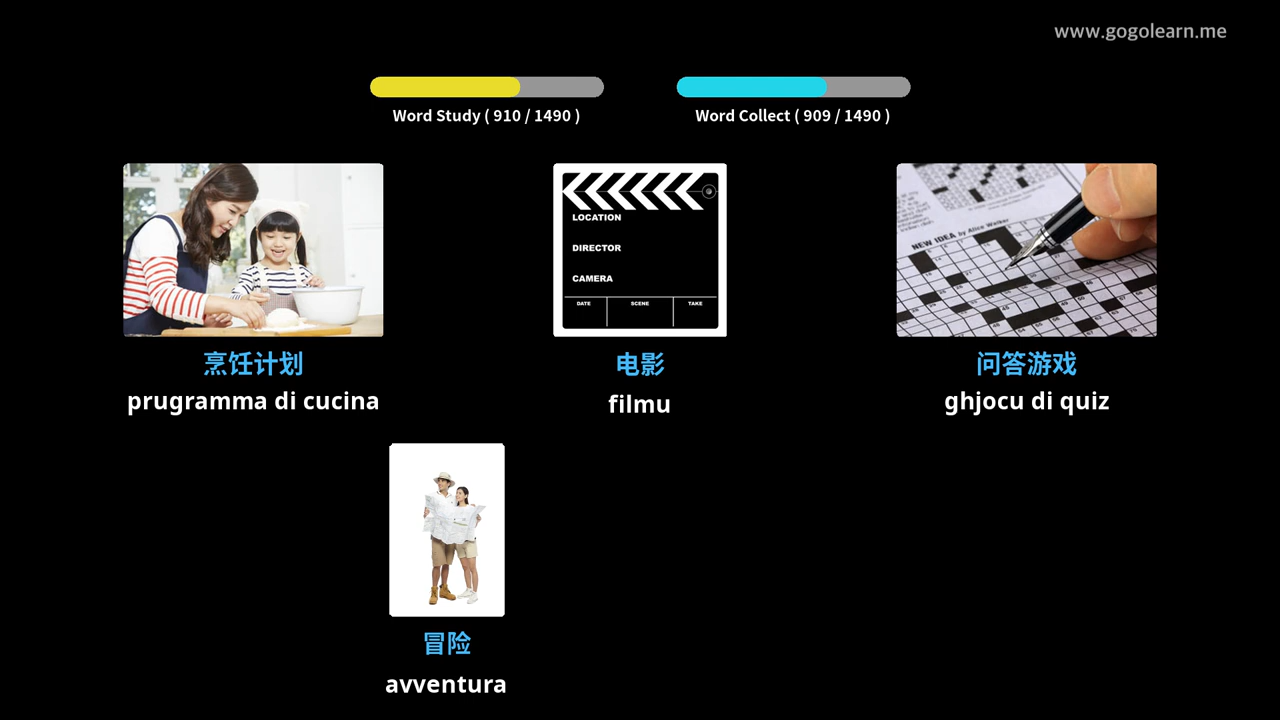 www.gogolearn.me
Word Study ( 910 / 1490 )
Word Collect ( 909 / 1490 )
LOCATION
DIRECTOR
CAMERA
DATE SCENE TAKE
NEW IDEA by Alice Walker
烹饪计划
电影
问答游戏
prugramma di cucina
filmu
ghjocu di quiz
冒险
avventura